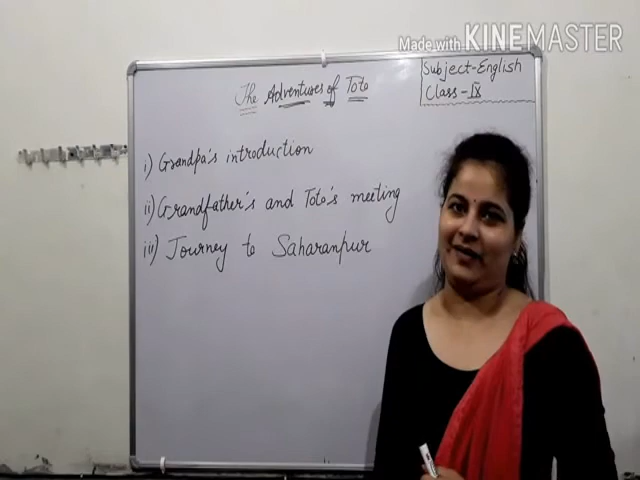 Made with KINEMASTER
The Adventures of Toto
Subject-English
Class-IX
i) Grandpa's introduction
ii) Grandfather's and Toto's meeting
iii) Journey to Saharanpur